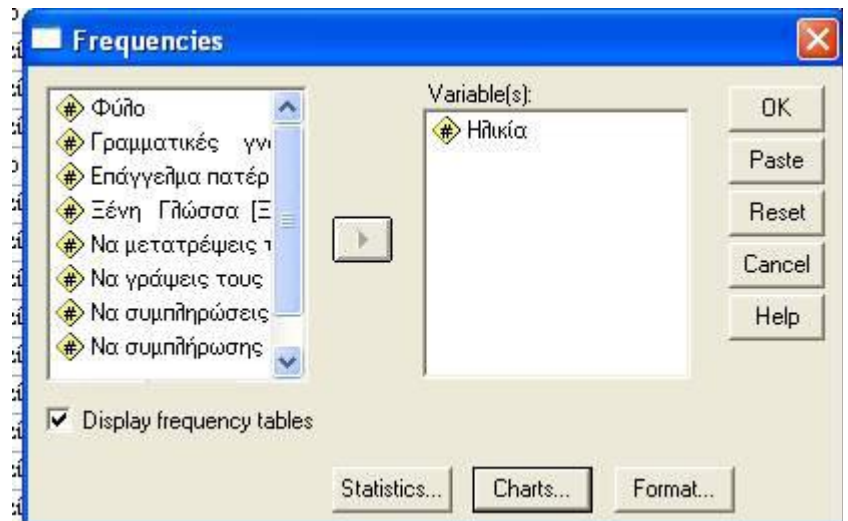 Frequencies
Φύλο
Γραμματικές γν
Επάγγελμα πατέρ
Ξένη Γλώσσα [Ξ
Να μετατρέψεις τ
Να γράψεις τους
Να συμπληρώσεις
Να συμπλήρωσης
Variable(s):
Ηλικία
OK
Paste
Reset
Cancel
Help
Display frequency tables
Statistics...
Charts...
Format...